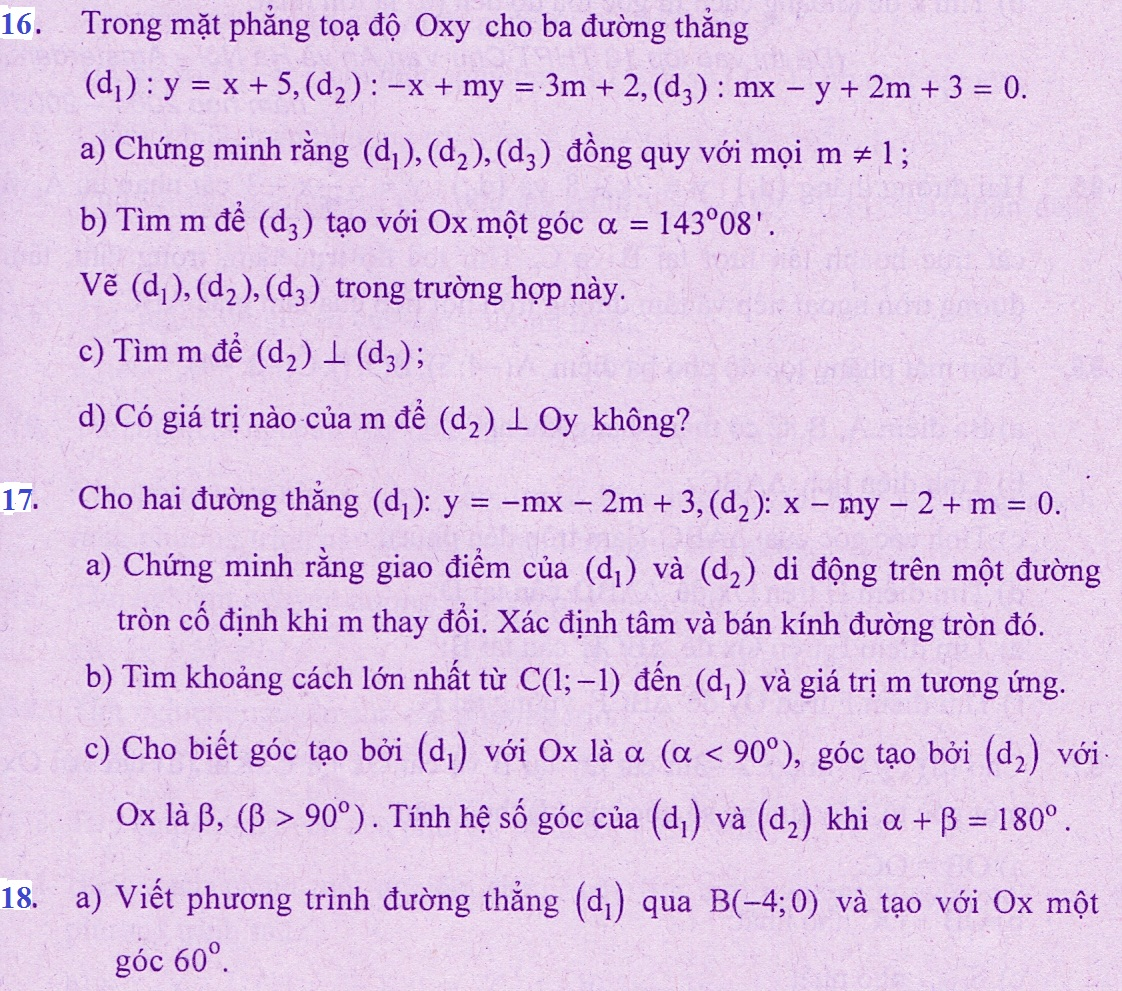 16. Trong mặt phẳng toạ độ Oxy cho ba đường thẳng
(d₁) : y = x + 5, (d₂) : −x + my = 3m + 2, (d₃) : mx − y + 2m + 3 = 0.
a) Chứng minh rằng (d₁), (d₂), (d₃) đồng quy với mọi m ≠ 1;
b) Tìm m để (d₃) tạo với Ox một góc α = 143°08'.
Vẽ (d₁), (d₂), (d₃) trong trường hợp này.
c) Tìm m để (d₂) ⊥ (d₃);
d) Có giá trị nào của m để (d₂) ⊥ Oy không?
17. Cho hai đường thẳng (d₁): y = −mx − 2m + 3, (d₂): x − my − 2 + m = 0.
a) Chứng minh rằng giao điểm của (d₁) và (d₂) di động trên một đường
tròn cố định khi m thay đổi. Xác định tâm và bán kính đường tròn đó.
b) Tìm khoảng cách lớn nhất từ C(1; −1) đến (d₁) và giá trị m tương ứng.
c) Cho biết góc tạo bởi (d₁) với Ox là α (α < 90°), góc tạo bởi (d₂) với
Ox là β, (β > 90°). Tính hệ số góc của (d₁) và (d₂) khi α + β = 180°.
18. a) Viết phương trình đường thẳng (d₁) qua B(−4; 0) và tạo với Ox một
góc 60°.